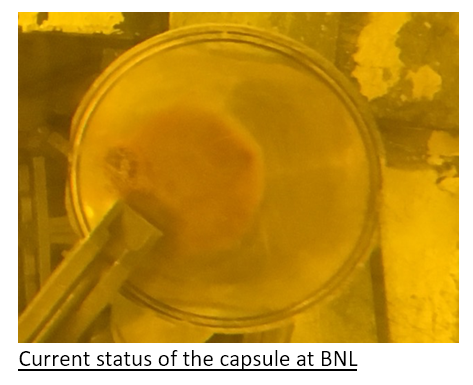 Current status of the capsule at BNL